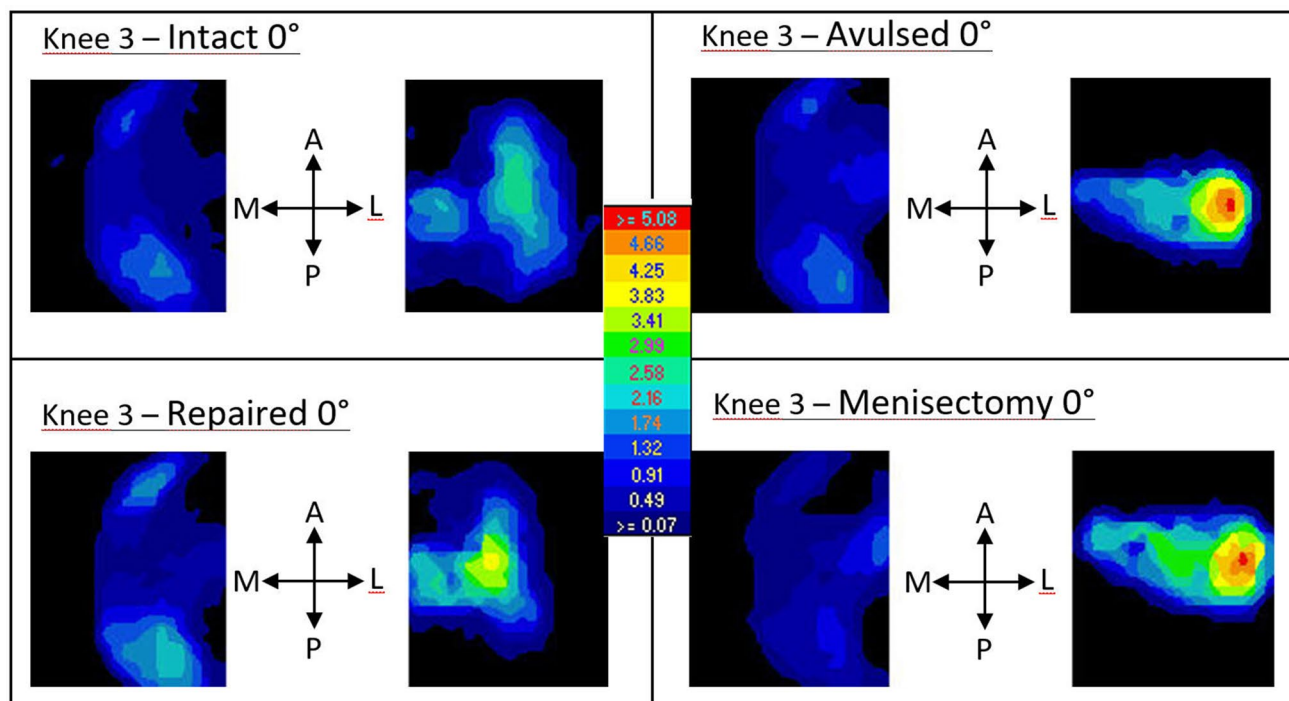 Knee 3 – Intact 0°
A
M
L
P
Knee 3 – Avulsed 0°
A
M
L
P
>= 5.08
4.66
4.25
3.83
3.41
2.99
2.58
2.16
1.74
1.32
0.91
0.49
>= 0.07
Knee 3 – Repaired 0°
A
M
L
P
Knee 3 – Menisectomy 0°
A
M
L
P